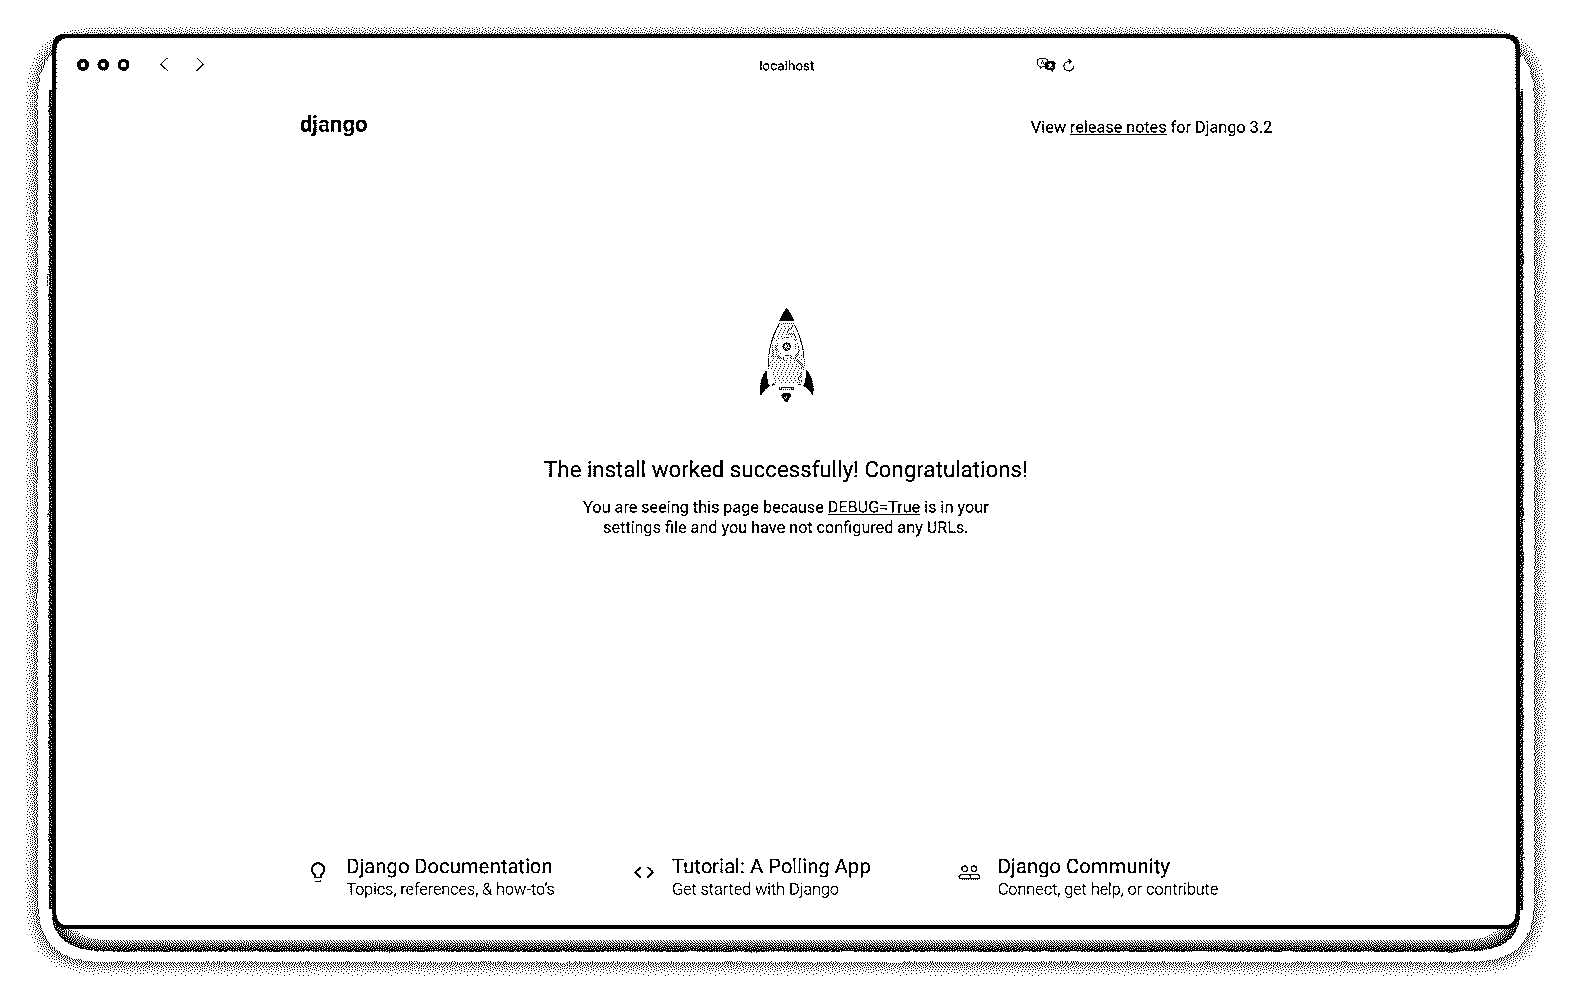 localhost
django
View release notes for Django 3.2
The install worked successfully! Congratulations!
You are seeing this page because DEBUG=True is in your
settings file and you have not configured any URLs.
Django Documentation
Topics, references, & how-to's
Tutorial: A Polling App
Get started with Django
Django Community
Connect, get help, or contribute